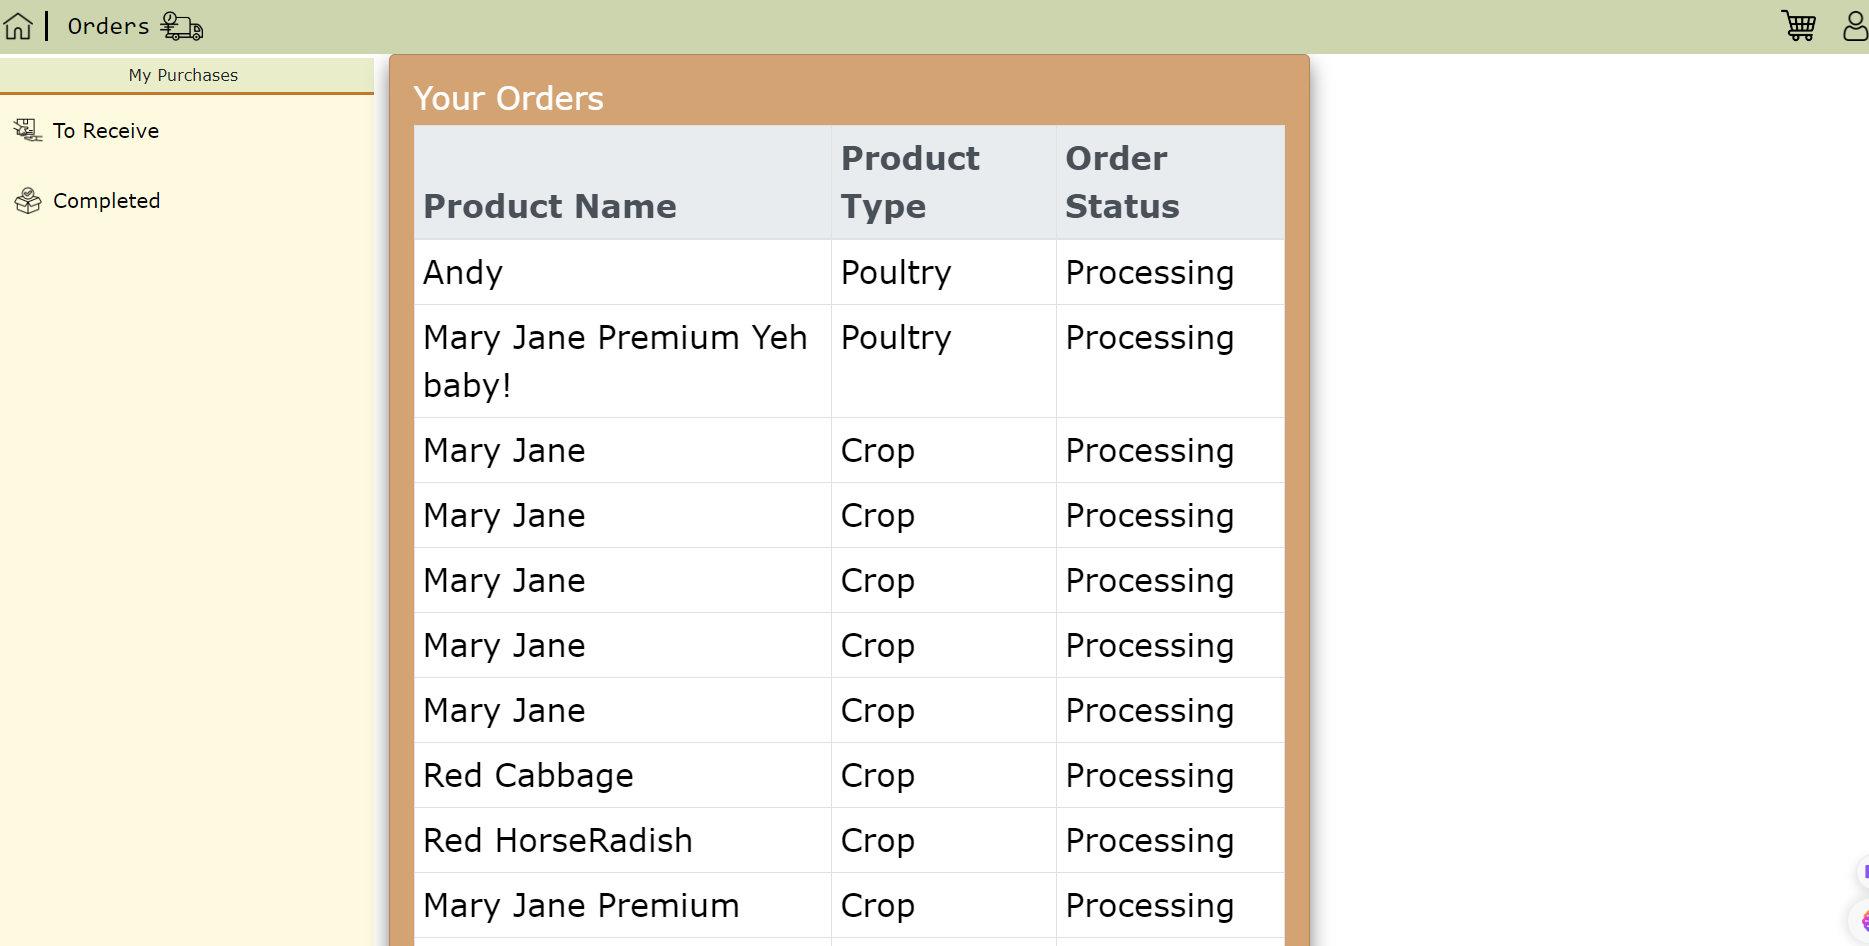 Orders
My Purchases
To Receive
Completed
Your Orders
Product Name Product Type Order Status
Andy Poultry Processing
Mary Jane Premium Yeh baby! Poultry Processing
Mary Jane Crop Processing
Mary Jane Crop Processing
Mary Jane Crop Processing
Mary Jane Crop Processing
Mary Jane Crop Processing
Red Cabbage Crop Processing
Red HorseRadish Crop Processing
Mary Jane Premium Crop Processing